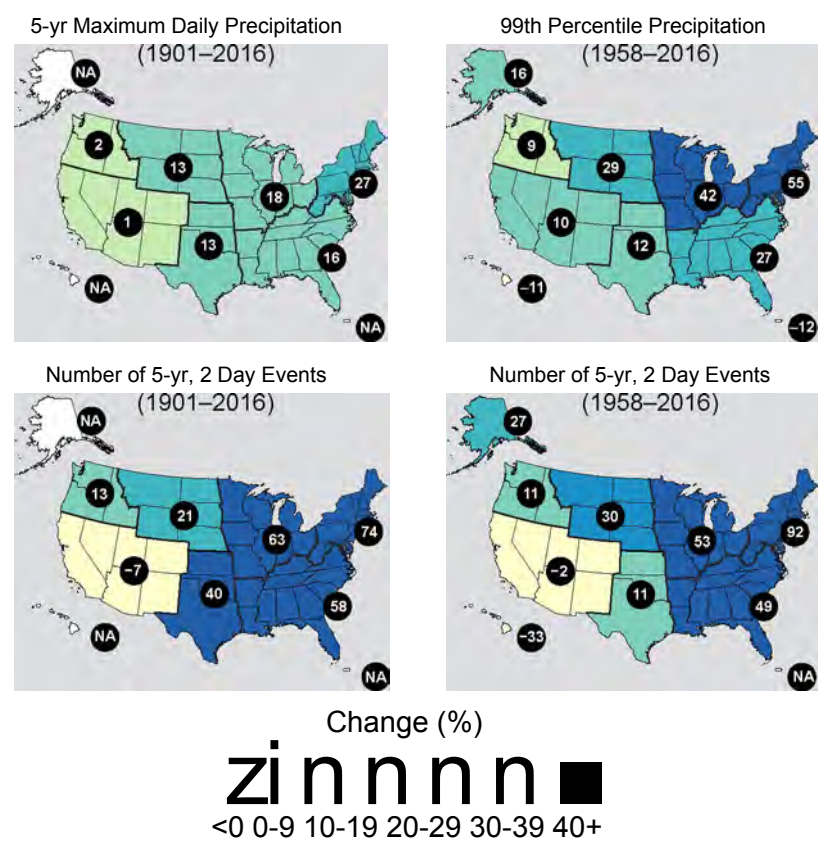 5-yr Maximum Daily Precipitation
(1901–2016)
NA
2
13
18
27
1
13
16
NA
NA
99th Percentile Precipitation
(1958–2016)
16
9
29
42
55
10
12
27
–11
–12
Number of 5-yr, 2 Day Events
(1901–2016)
NA
13
21
63
74
–7
40
58
NA
NA
Number of 5-yr, 2 Day Events
(1958–2016)
27
11
30
53
92
–2
11
49
–33
NA
Change (%)
zi n n n n ■
<0 0-9 10-19 20-29 30-39 40+